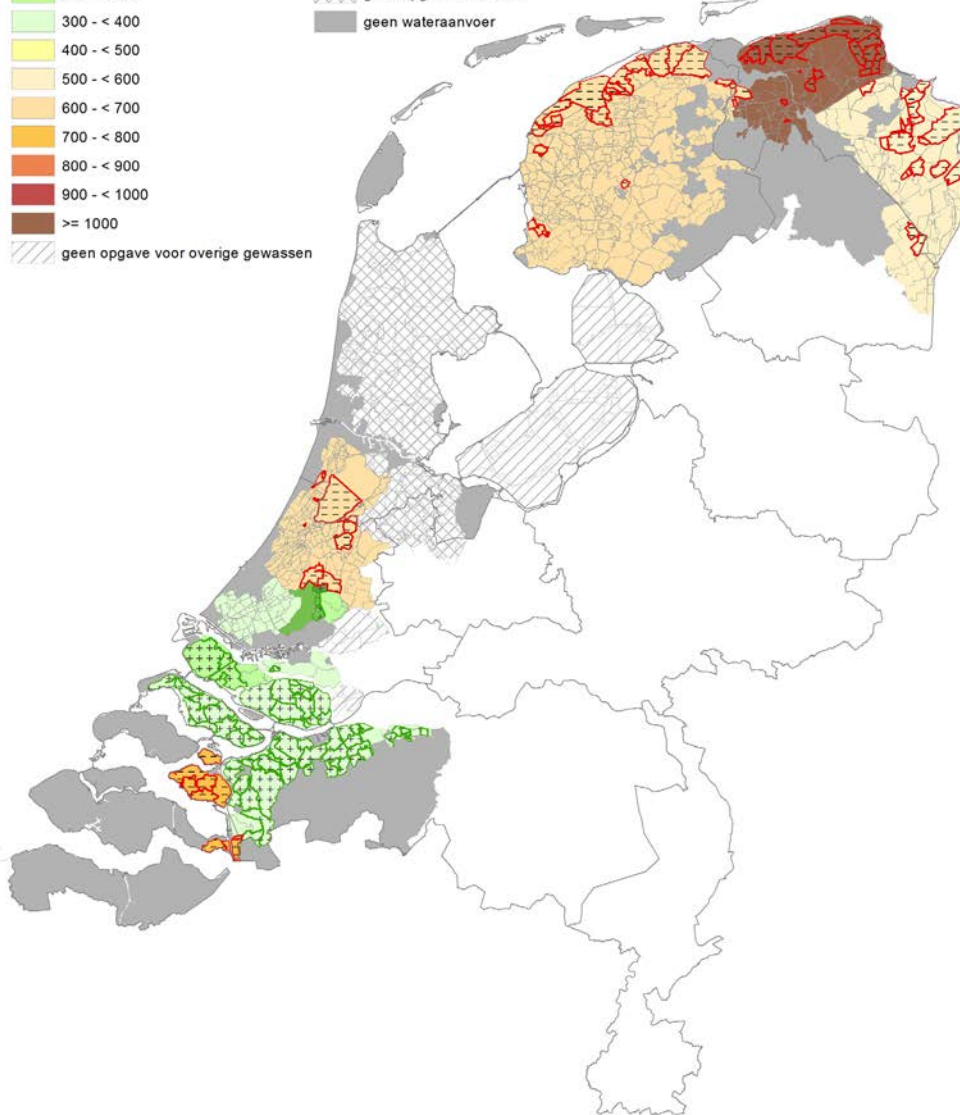 300 - < 400
geen wateraanvoer
400 - < 500
500 - < 600
600 - < 700
700 - < 800
800 - < 900
900 - < 1000
>= 1000
geen opgave voor overige gewassen